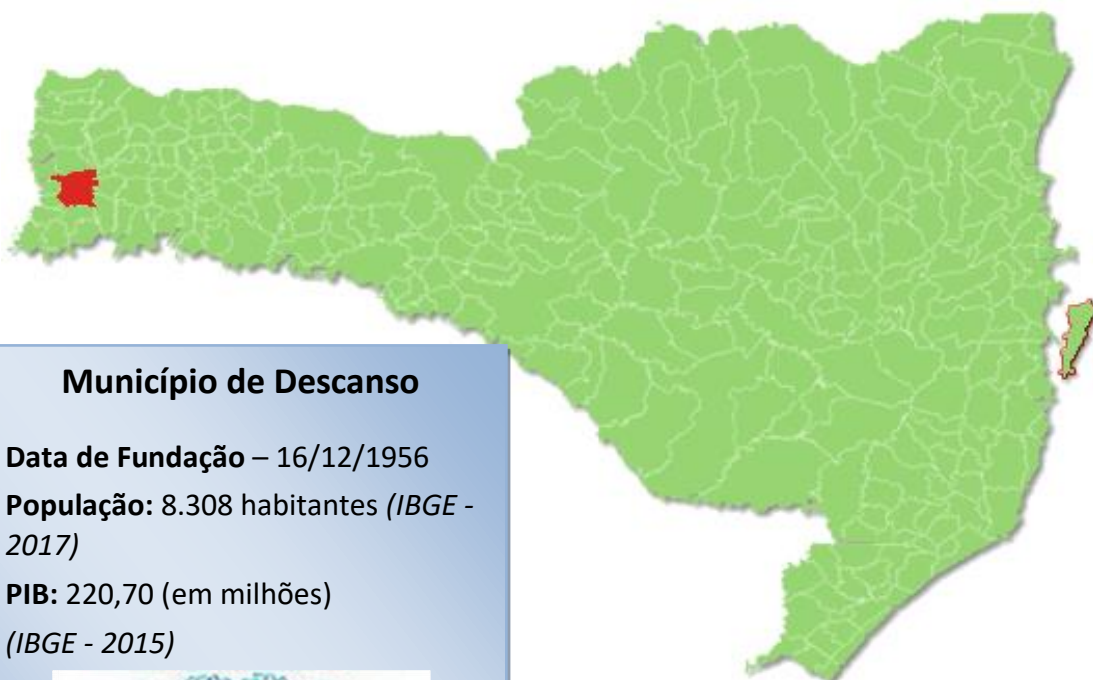 Município de Descanso
Data de Fundação – 16/12/1956
População: 8.308 habitantes (IBGE -
2017)
PIB: 220,70 (em milhões)
(IBGE - 2015)